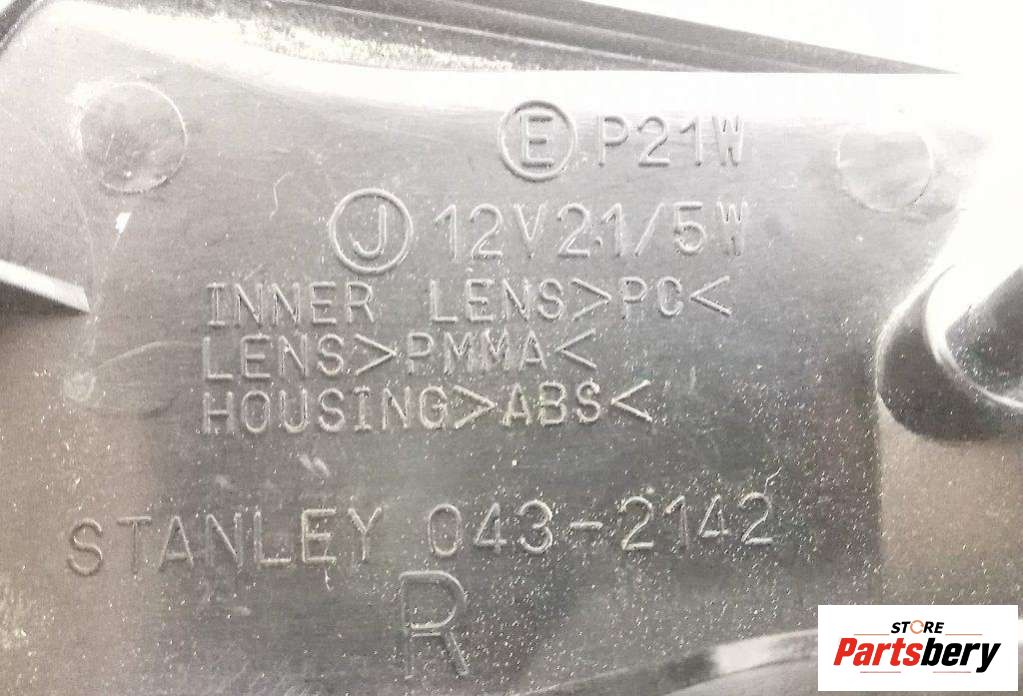 E P21W
J 12V21/5W
INNER LENS>PC<
LENS>PMMA<
HOUSING>ABS<
STANLEY 043-2142
R
STORE
Partsbery